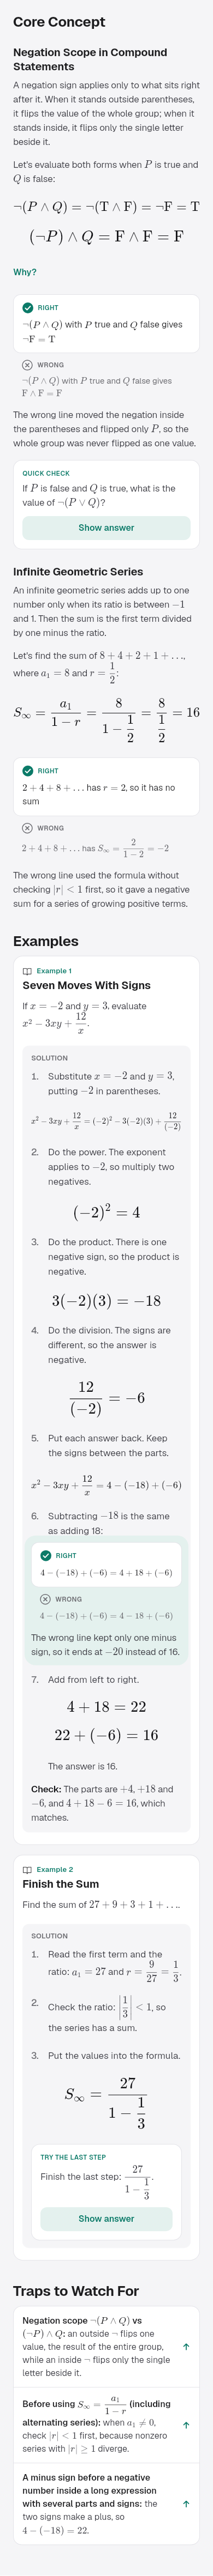 Core Concept
Negation Scope in Compound
Statements
A negation sign applies only to what sits right
after it. When it stands outside parentheses,
it flips the value of the whole group; when it
stands inside, it flips only the single letter
beside it.
Let's evaluate both forms when P is true and
Q is false:
¬(P ∧ Q) = ¬(T ∧ F) = ¬F = T
(¬P) ∧ Q = F ∧ F = F
Why?
RIGHT
¬(P ∧ Q) with P true and Q false gives
¬F = T
WRONG
¬(P ∧ Q) with P true and Q false gives
F ∧ F = F
The wrong line moved the negation inside
the parentheses and flipped only P, so the
whole group was never flipped as one value.
QUICK CHECK
If P is false and Q is true, what is the
value of ¬(P ∨ Q)?
Show answer
Infinite Geometric Series
An infinite geometric series adds up to one
number only when its ratio is between −1
and 1. Then the sum is the first term divided
by one minus the ratio.
Let's find the sum of 8 + 4 + 2 + 1 + …,
where a₁ = 8 and r = 1/2:
S∞ = a₁/(1 − r) = 8/(1 − 1/2) = 8/(1/2) = 16
RIGHT
2 + 4 + 8 + … has r = 2, so it has no
sum
WRONG
2 + 4 + 8 + … has S∞ = 2/(1 − 2) = −2
The wrong line used the formula without
checking |r| < 1 first, so it gave a negative
sum for a series of growing positive terms.
Examples
Example 1
Seven Moves With Signs
If x = −2 and y = 3, evaluate
x² − 3xy + 12/x.
SOLUTION
1. Substitute x = −2 and y = 3,
putting −2 in parentheses.
x² − 3xy + 12/x = (−2)² − 3(−2)(3) + 12/(−2)
2. Do the power. The exponent
applies to −2, so multiply two
negatives.
(−2)² = 4
3. Do the product. There is one
negative sign, so the product is
negative.
3(−2)(3) = −18
4. Do the division. The signs are
different, so the answer is
negative.
12/(−2) = −6
5. Put each answer back. Keep
the signs between the parts.
x² − 3xy + 12/x = 4 − (−18) + (−6)
6. Subtracting −18 is the same
as adding 18:
RIGHT
4 − (−18) + (−6) = 4 + 18 + (−6)
WRONG
4 − (−18) + (−6) = 4 − 18 + (−6)
The wrong line kept only one minus
sign, so it ends at −20 instead of 16.
7. Add from left to right.
4 + 18 = 22
22 + (−6) = 16
The answer is 16.
Check: The parts are +4, +18 and
−6, and 4 + 18 − 6 = 16, which
matches.
Example 2
Finish the Sum
Find the sum of 27 + 9 + 3 + 1 + ….
SOLUTION
1. Read the first term and the
ratio: a₁ = 27 and r = 9/27 = 1/3.
2. Check the ratio: |1/3| < 1, so
the series has a sum.
3. Put the values into the formula.
S∞ = 27/(1 − 1/3)
TRY THE LAST STEP
Finish the last step: 27/(1 − 1/3).
Show answer
Traps to Watch For
Negation scope ¬(P ∧ Q) vs
(¬P) ∧ Q: an outside ¬ flips one
value, the result of the entire group,
while an inside ¬ flips only the single
letter beside it.
Before using S∞ = a₁/(1 − r) (including
alternating series): when a₁ ≠ 0,
check |r| < 1 first, because nonzero
series with |r| ≥ 1 diverge.
A minus sign before a negative
number inside a long expression
with several parts and signs: the
two signs make a plus, so
4 − (−18) = 22.